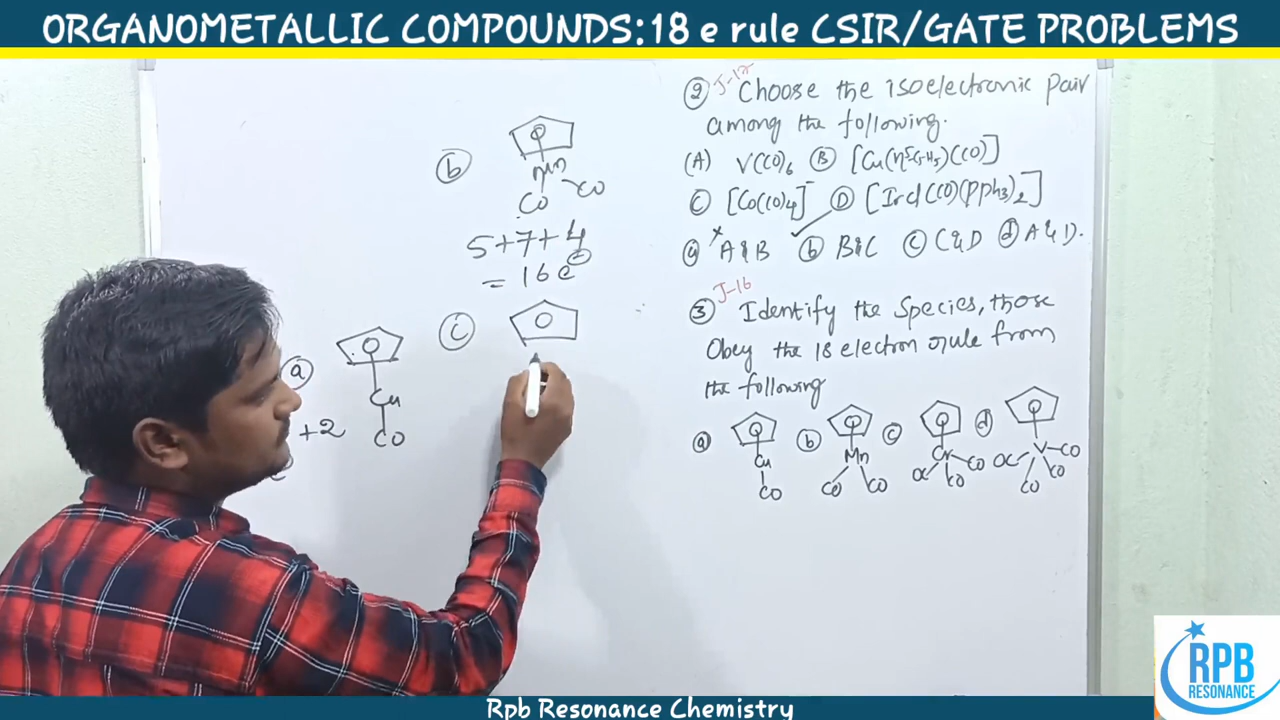 ORGANOMETALLIC COMPOUNDS:18 e rule CSIR/GATE PROBLEMS
② J-12 Choose the isoelectronic pair
among the following.
(A) V(CO)6 Ⓑ [Cu(η5C5H5)(CO)]
Ⓒ [Co(CO)4]⁻ Ⓓ [IrCl(CO)(PPh3)2]
ⓐ A & B ⓑ B&C ⓒ C&D ⓓ A & D.
③ J-16 Identify the Species, those
Obey the 18 electron rule from
the following
ⓐ Cu CO ⓑ Mn CO CO ⓒ Cr OC CO CO ⓓ V OC CO CO CO
ⓑ Mn
CO CO
5+7+4
= 16e⁻
ⓐ Cu
CO
+2
ⓒ
RPB
RESONANCE
Rpb Resonance Chemistry